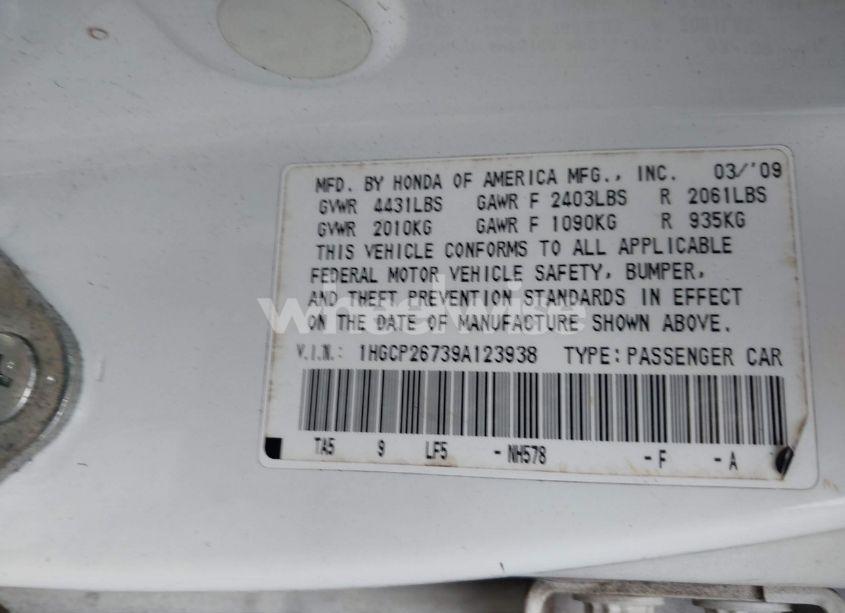 MFD. BY HONDA OF AMERICA MFG., INC. 03/'09
GVWR 4431LBS GAWR F 2403LBS R 2061LBS
GVWR 2010KG GAWR F 1090KG R 935KG
THIS VEHICLE CONFORMS TO ALL APPLICABLE
FEDERAL MOTOR VEHICLE SAFETY, BUMPER,
AND THEFT PREVENTION STANDARDS IN EFFECT
ON THE DATE OF MANUFACTURE SHOWN ABOVE.
V.I.N.: 1HGCP26739A123938 TYPE: PASSENGER CAR
TA5 9 LF5 -NH578 -F -A